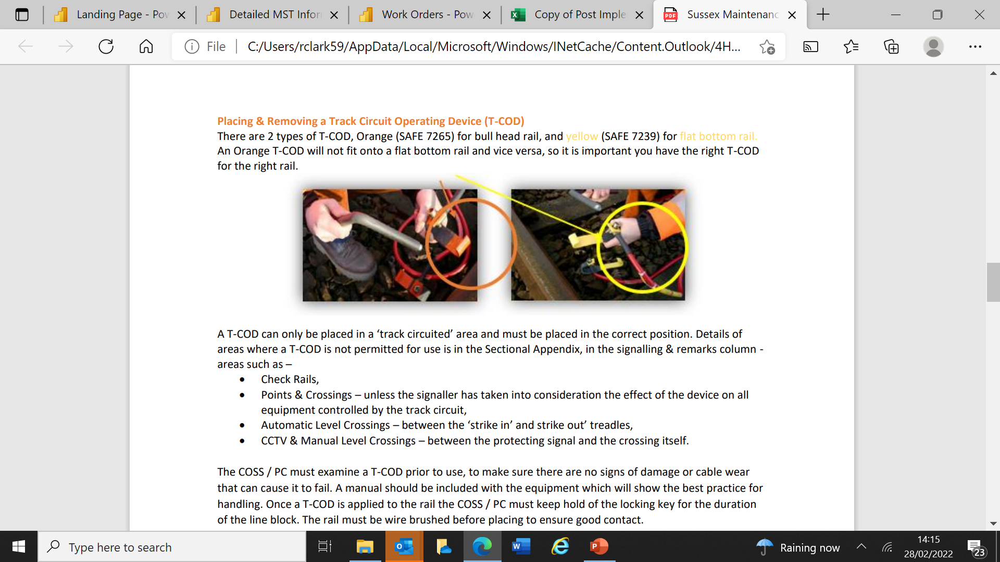 Landing Page - Pov
Detailed MST Infor
Work Orders - Pow
Copy of Post Imple
PDF
Sussex Maintenanc
File
C:/Users/rclark59/AppData/Local/Microsoft/Windows/INetCache/Content.Outlook/4H...
Placing & Removing a Track Circuit Operating Device (T-COD)
There are 2 types of T-COD, Orange (SAFE 7265) for bull head rail, and yellow (SAFE 7239) for flat bottom rail.
An Orange T-COD will not fit onto a flat bottom rail and vice versa, so it is important you have the right T-COD
for the right rail.
A T-COD can only be placed in a ‘track circuited’ area and must be placed in the correct position. Details of
areas where a T-COD is not permitted for use is in the Sectional Appendix, in the signalling & remarks column -
areas such as –
• Check Rails,
• Points & Crossings – unless the signaller has taken into consideration the effect of the device on all
equipment controlled by the track circuit,
• Automatic Level Crossings – between the ‘strike in’ and strike out’ treadles,
• CCTV & Manual Level Crossings – between the protecting signal and the crossing itself.
The COSS / PC must examine a T-COD prior to use, to make sure there are no signs of damage or cable wear
that can cause it to fail. A manual should be included with the equipment which will show the best practice for
handling. Once a T-COD is applied to the rail the COSS / PC must keep hold of the locking key for the duration
of the line block. The rail must be wire brushed before placing to ensure good contact.
Type here to search
Raining now
14:15
28/02/2022
23